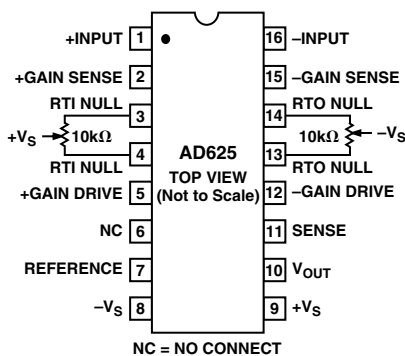 +INPUT 1 16 –INPUT
+GAIN SENSE 2 15 –GAIN SENSE
RTI NULL 3 14 RTO NULL
+VS 10kΩ 10kΩ –VS
RTI NULL 4 13 RTO NULL
AD625
TOP VIEW
(Not to Scale)
+GAIN DRIVE 5 12 –GAIN DRIVE
NC 6 11 SENSE
REFERENCE 7 10 VOUT
–VS 8 9 +VS
NC = NO CONNECT